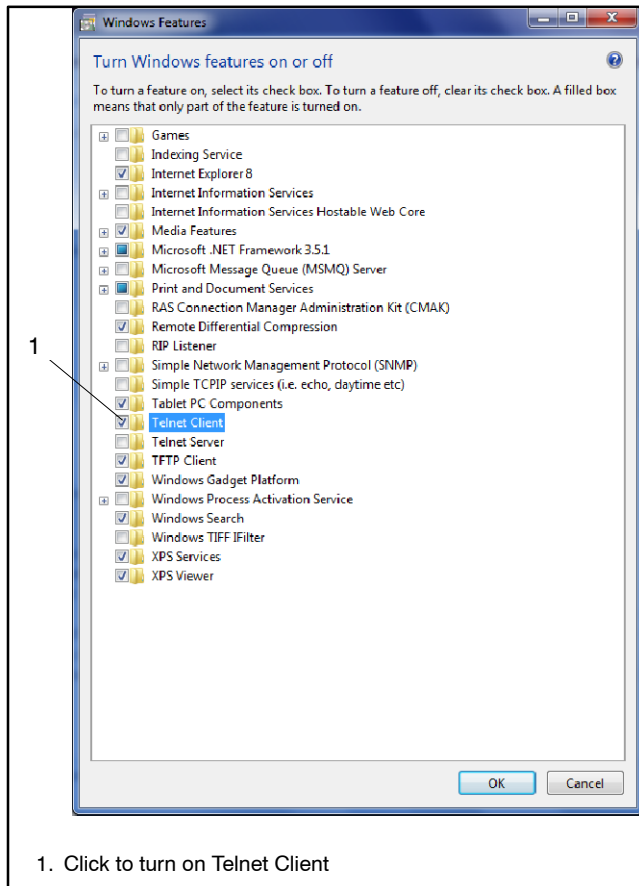 Windows Features
Turn Windows features on or off
To turn a feature on, select its check box. To turn a feature off, clear its check box. A filled box
means that only part of the feature is turned on.
Games
Indexing Service
Internet Explorer 8
Internet Information Services
Internet Information Services Hostable Web Core
Media Features
Microsoft .NET Framework 3.5.1
Microsoft Message Queue (MSMQ) Server
Print and Document Services
RAS Connection Manager Administration Kit (CMAK)
Remote Differential Compression
RIP Listener
1
Simple Network Management Protocol (SNMP)
Simple TCPIP services (i.e. echo, daytime etc)
Tablet PC Components
Telnet Client
Telnet Server
TFTP Client
Windows Gadget Platform
Windows Process Activation Service
Windows Search
Windows TIFF IFilter
XPS Services
XPS Viewer
OK Cancel
1. Click to turn on Telnet Client